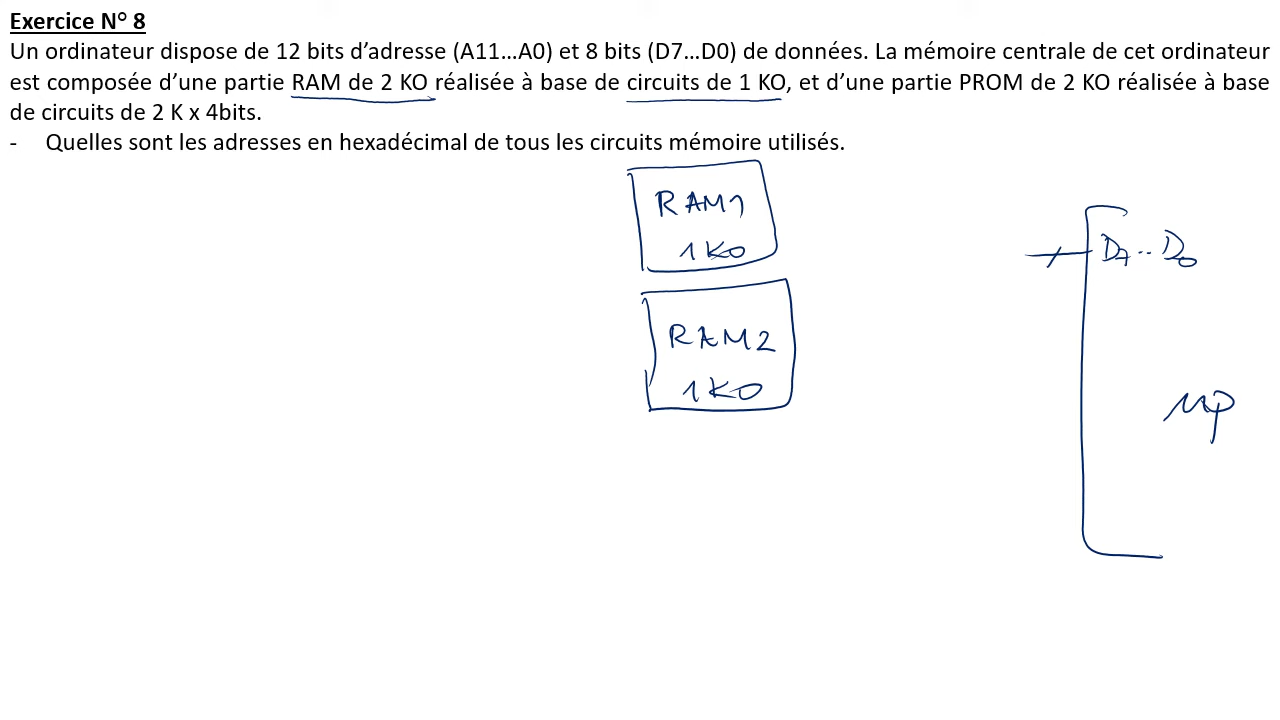 Exercice N° 8
Un ordinateur dispose de 12 bits d’adresse (A11…A0) et 8 bits (D7…D0) de données. La mémoire centrale de cet ordinateur
est composée d’une partie RAM de 2 KO réalisée à base de circuits de 1 KO, et d’une partie PROM de 2 KO réalisée à base
de circuits de 2 K x 4bits.
- Quelles sont les adresses en hexadécimal de tous les circuits mémoire utilisés.
RAM1
1KO
D7..D0
RAM2
1KO
MP